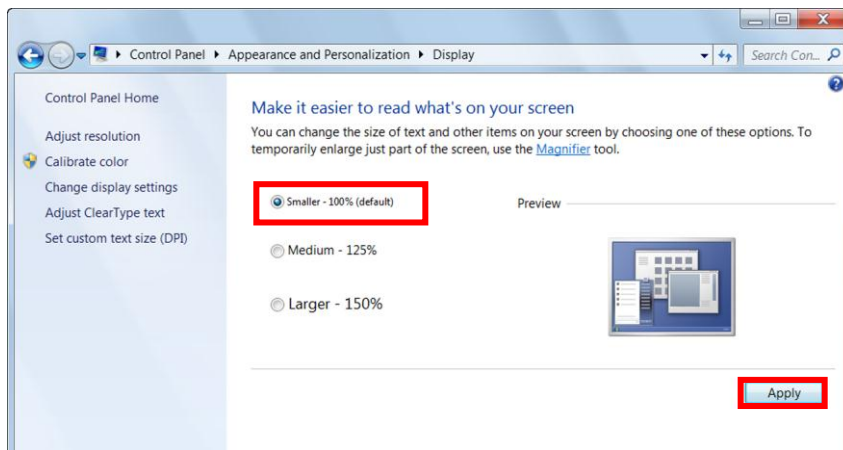 Control Panel Appearance and Personalization Display
Search Con...
Control Panel Home
Adjust resolution
Calibrate color
Change display settings
Adjust ClearType text
Set custom text size (DPI)
Make it easier to read what's on your screen
You can change the size of text and other items on your screen by choosing one of these options. To
temporarily enlarge just part of the screen, use the Magnifier tool.
Smaller - 100% (default)
Preview
Medium - 125%
Larger - 150%
Apply